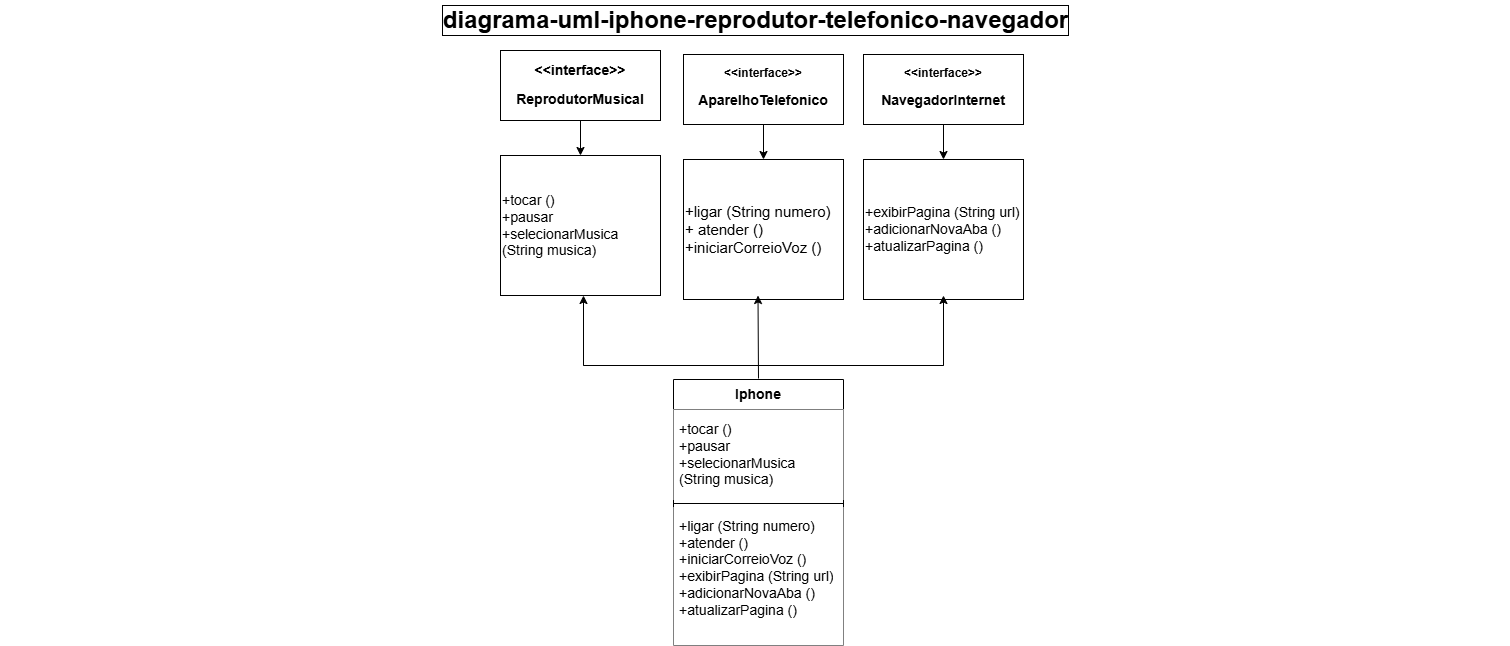 diagrama-uml-iphone-reprodutor-telefonico-navegador
<<interface>>
ReprodutorMusical
<<interface>>
AparelhoTelefonico
<<interface>>
NavegadorInternet
+tocar ()
+pausar
+selecionarMusica
(String musica)
+ligar (String numero)
+ atender ()
+iniciarCorreioVoz ()
+exibirPagina (String url)
+adicionarNovaAba ()
+atualizarPagina ()
Iphone
+tocar ()
+pausar
+selecionarMusica
(String musica)
+ligar (String numero)
+atender ()
+iniciarCorreioVoz ()
+exibirPagina (String url)
+adicionarNovaAba ()
+atualizarPagina ()